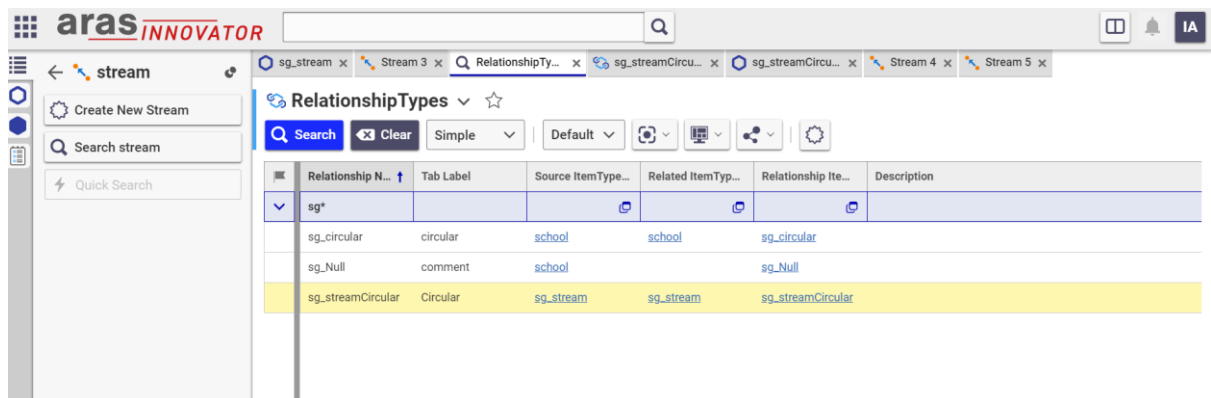 aras INNOVATOR
IA
sg_stream x Stream 3 x RelationshipTy... x sg_streamCircu... x sg_streamCircu... x Stream 4 x Stream 5 x
stream
Create New Stream
Search stream
Quick Search
RelationshipTypes
Search Clear Simple Default
Relationship N... Tab Label Source ItemType... Related ItemTyp... Relationship Ite... Description
sg*
sg_circular circular school school sg_circular
sg_Null comment school sg_Null
sg_streamCircular Circular sg_stream sg_stream sg_streamCircular